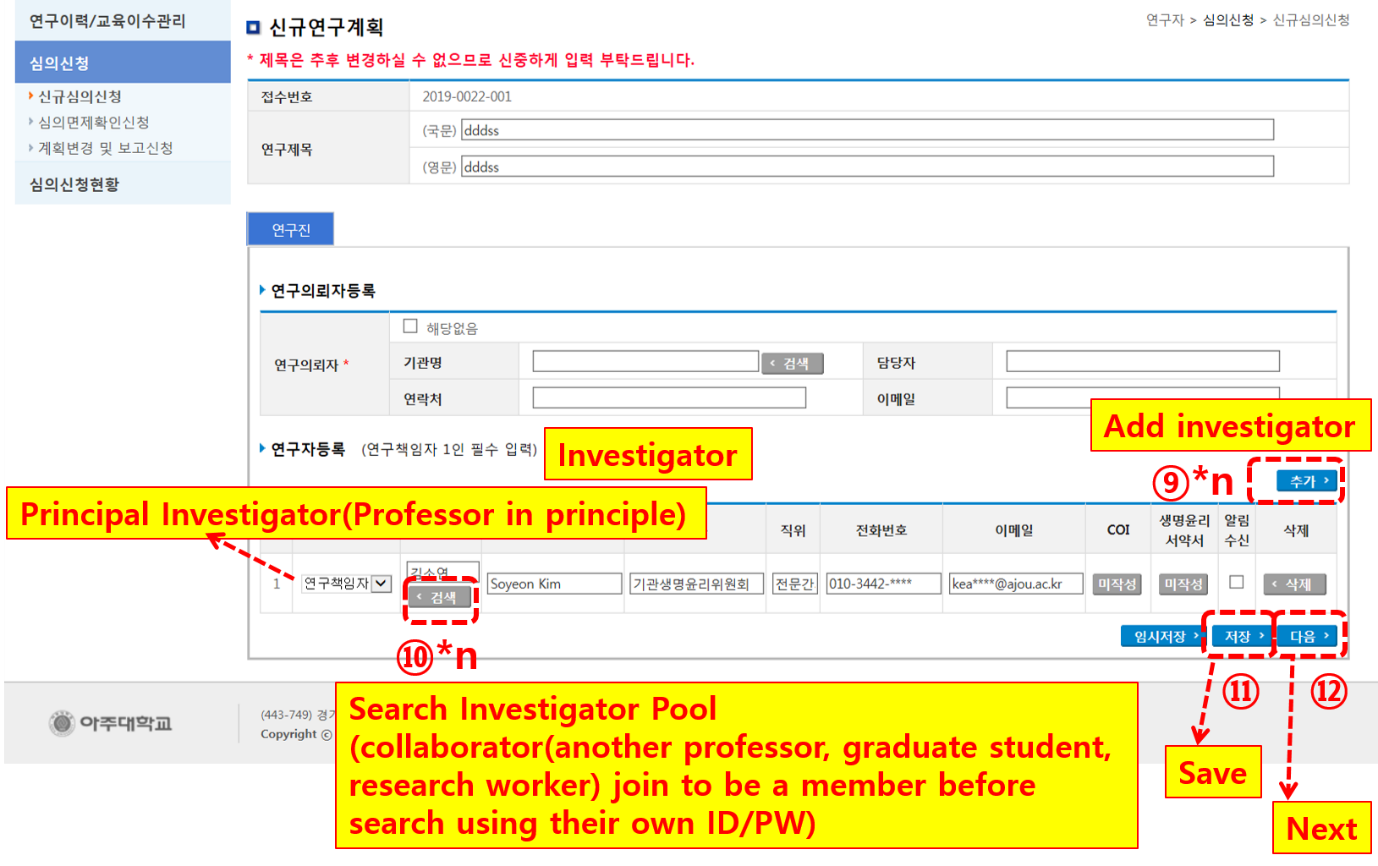 연구이력/교육이수관리
심의신청
신규심의신청
심의면제확인신청
계획변경 및 보고신청
심의신청현황
신규연구계획
연구자 > 심의신청 > 신규심의신청
* 제목은 추후 변경하실 수 없으므로 신중하게 입력 부탁드립니다.
접수번호 2019-0022-001
연구제목
(국문) dddss
(영문) dddss
연구진
연구의뢰자등록
연구의뢰자 *
해당없음
기관명 < 검색 담당자
연락처 이메일
연구자등록 (연구책임자 1인 필수 입력)
Investigator
Add investigator
⑨*n
추가 >
Principal Investigator(Professor in principle)
직위 전화번호 이메일 COI 생명윤리 서약서 알림 수신 삭제
1 연구책임자 김소연 < 검색 Soyeon Kim 기관생명윤리위원회 전문간 010-3442-**** kea****@ajou.ac.kr 미작성 미작성 < 삭제
임시저장 > 저장 > 다음 >
⑩*n
⑪
⑫
Search Investigator Pool
(collaborator(another professor, graduate student,
research worker) join to be a member before
search using their own ID/PW)
Save
Next
아주대학교
(443-749) 경기
Copyright ©